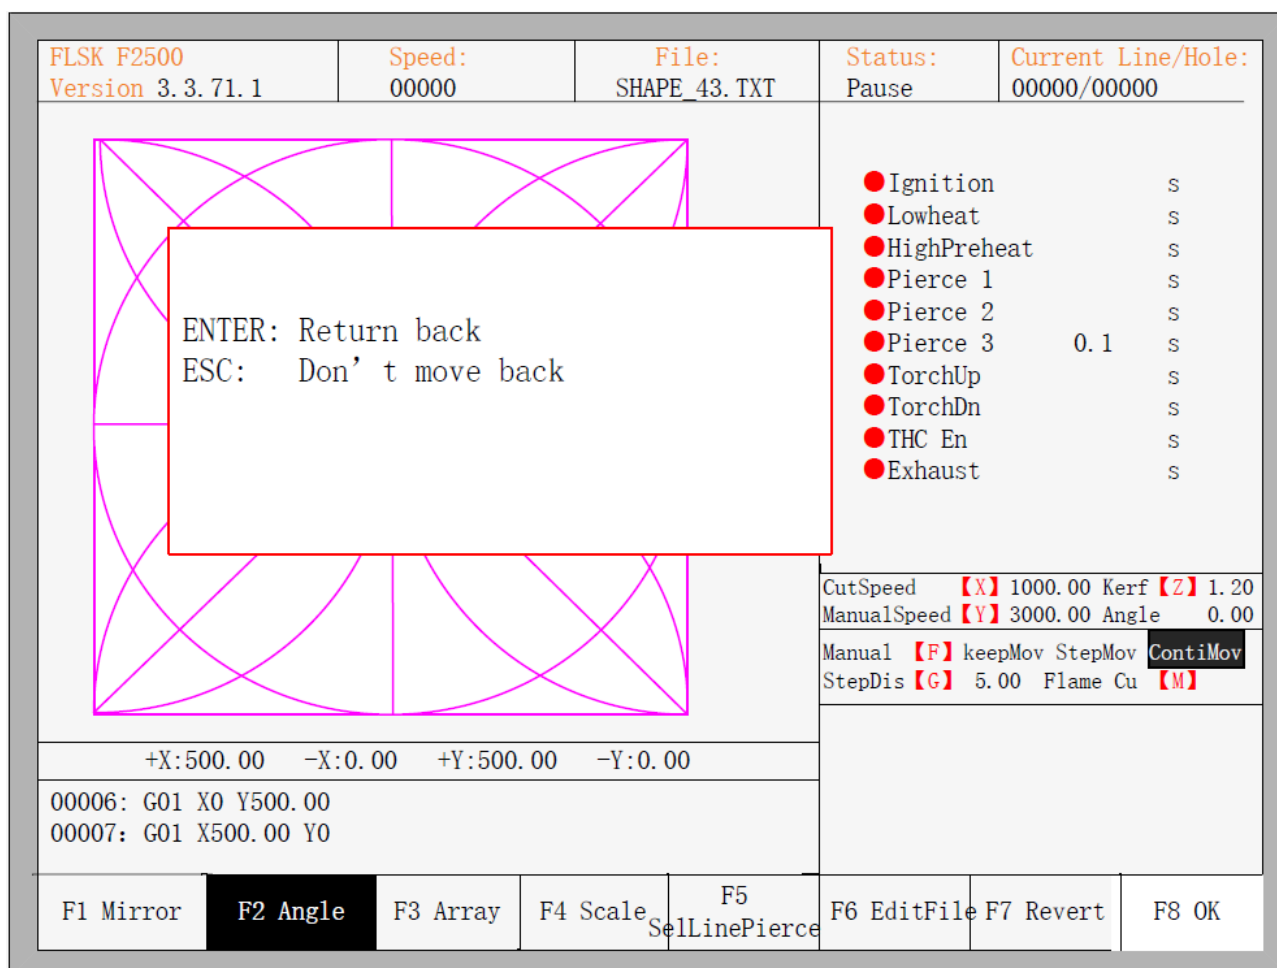 FLSK F2500 Speed: File: Status: Current Line/Hole:
Version 3.3.71.1 00000 SHAPE_43.TXT Pause 00000/00000
Ignition s
Lowheat s
HighPreheat s
Pierce 1 s
Pierce 2 s
Pierce 3 0.1 s
TorchUp s
TorchDn s
THC En s
Exhaust s
ENTER: Return back
ESC: Don't move back
CutSpeed 【X】 1000.00 Kerf 【Z】 1.20
ManualSpeed 【Y】 3000.00 Angle 0.00
Manual 【F】 keepMov StepMov ContiMov
StepDis 【G】 5.00 Flame Cu 【M】
+X:500.00 -X:0.00 +Y:500.00 -Y:0.00
00006: G01 X0 Y500.00
00007: G01 X500.00 Y0
F1 Mirror F2 Angle F3 Array F4 Scale F5 SelLinePierce F6 EditFile F7 Revert F8 OK